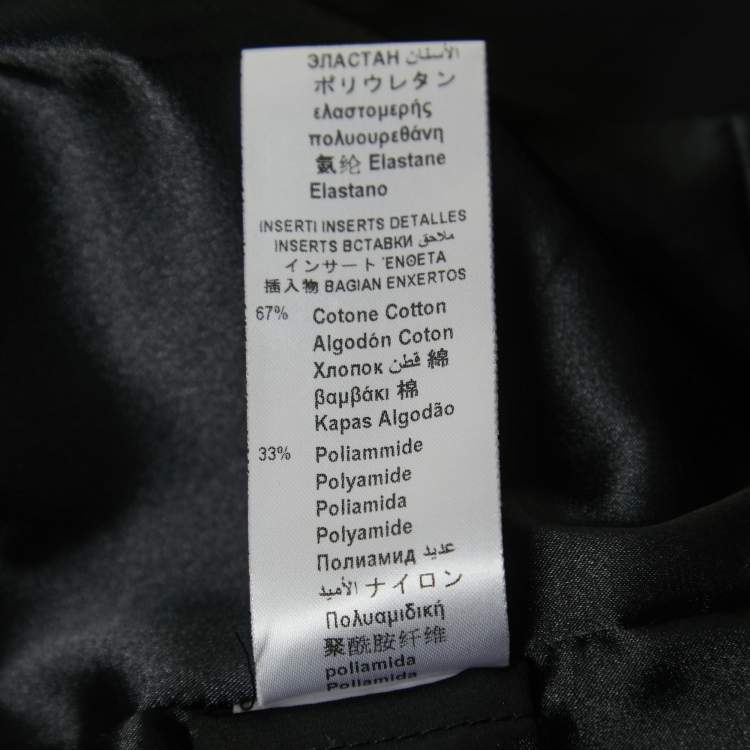 ЭЛАСТАН الأسفان
ポリウレタン
ελαστομερής
πολυουρεθάνη
氨纶 Elastane
Elastano
INSERTI INSERTS DETALLES
INSERTS ВСТАВКИ ملاحق
インサート ΈΝΘΕΤΑ
插入物 BAGIAN ENXERTOS
67% Cotone Cotton
Algodón Coton
Хлопок قطن 綿
βαμβάκι 棉
Kapas Algodão
33% Poliammide
Polyamide
Poliamida
Polyamide
Полиамид عديد
الأميد ナイロン
Πολυαμιδική
聚酰胺纤维
poliamida
Poliamida